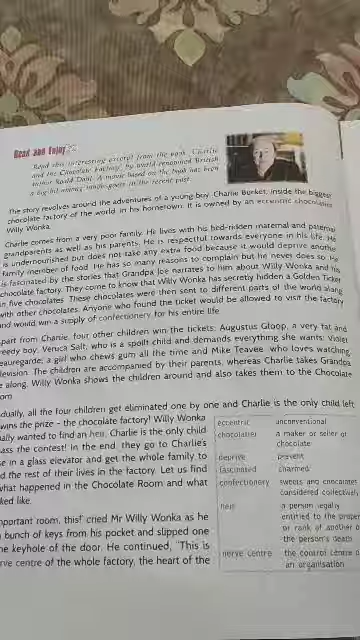 Read and Enjoy
Read this interesting excerpt from the book 'Charlie
and the Chocolate Factory' by world-renowned British
author Roald Dahl. A movie based on the book has been
a big hit among movie-goers in the recent past.
The story revolves around the adventures of a young boy, Charlie Bucket, inside the biggest
chocolate factory of the world in his hometown. It is owned by an eccentric chocolatier
Willy Wonka.
Charlie comes from a very poor family. He lives with his bed-ridden maternal and paternal
grandparents as well as his parents. He is respectful towards everyone in his life. He
is undernourished but does not take any extra food because it would deprive another
family member of food. He has so many reasons to complain but he never does so. He
is fascinated by the stories that Grandpa Joe narrates to him about Willy Wonka and his
chocolate factory. They come to know that Willy Wonka has secretly hidden a Golden Ticket
in five chocolates. These chocolates were then sent to different parts of the world along
with other chocolates. Anyone who found the ticket would be allowed to visit the factory
and would win a supply of confectionery for his entire life.
part from Charlie, four other children win the tickets: Augustus Gloop, a very fat and
reedy boy; Veruca Salt, who is a spoilt child and demands everything she wants; Violet
eauregarde, a girl who chews gum all the time and Mike Teavee, who loves watching
levision. The children are accompanied by their parents, whereas Charlie takes Grandpa
e along. Willy Wonka shows the children around and also takes them to the Chocolate
oom.
dually, all the four children get eliminated one by one and Charlie is the only child left
wins the prize – the chocolate factory! Willy Wonka
ally wanted to find an heir. Charlie is the only child
ass the contest! In the end, they go to Charlie's
se in a glass elevator and get the whole family to
d the rest of their lives in the factory. Let us find
what happened in the Chocolate Room and what
ked like.
mportant room, this!' cried Mr Willy Wonka as he
bunch of keys from his pocket and slipped one
he keyhole of the door. He continued, "This is
rve centre of the whole factory, the heart of the
eccentric unconventional
chocolatier a maker or seller of
chocolate
deprive prevent
fascinated charmed
confectionery sweets and chocolates
considered collectively
heir a person legally
entitled to the proper
or rank of another o
the person's death
nerve centre the control centre o
an organisation